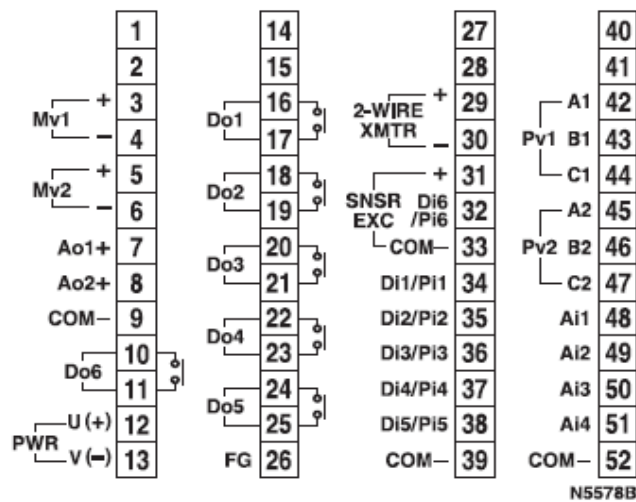 1 14 27 40
2 15 28 41
Mv1 + 3 Do1 16 2-WIRE XMTR + 29 Pv1 A1 42
− 4 17 − 30 B1 43
Mv2 + 5 Do2 18 SNSR EXC + 31 C1 44
− 6 19 Di6/Pi6 32 Pv2 A2 45
Ao1+ 7 Do3 20 COM− 33 B2 46
Ao2+ 8 21 Di1/Pi1 34 C2 47
COM− 9 Do4 22 Di2/Pi2 35 Ai1 48
Do6 10 23 Di3/Pi3 36 Ai2 49
11 Do5 24 Di4/Pi4 37 Ai3 50
PWR U(+) 12 25 Di5/Pi5 38 Ai4 51
V(−) 13 FG 26 COM− 39 COM− 52
N5578B